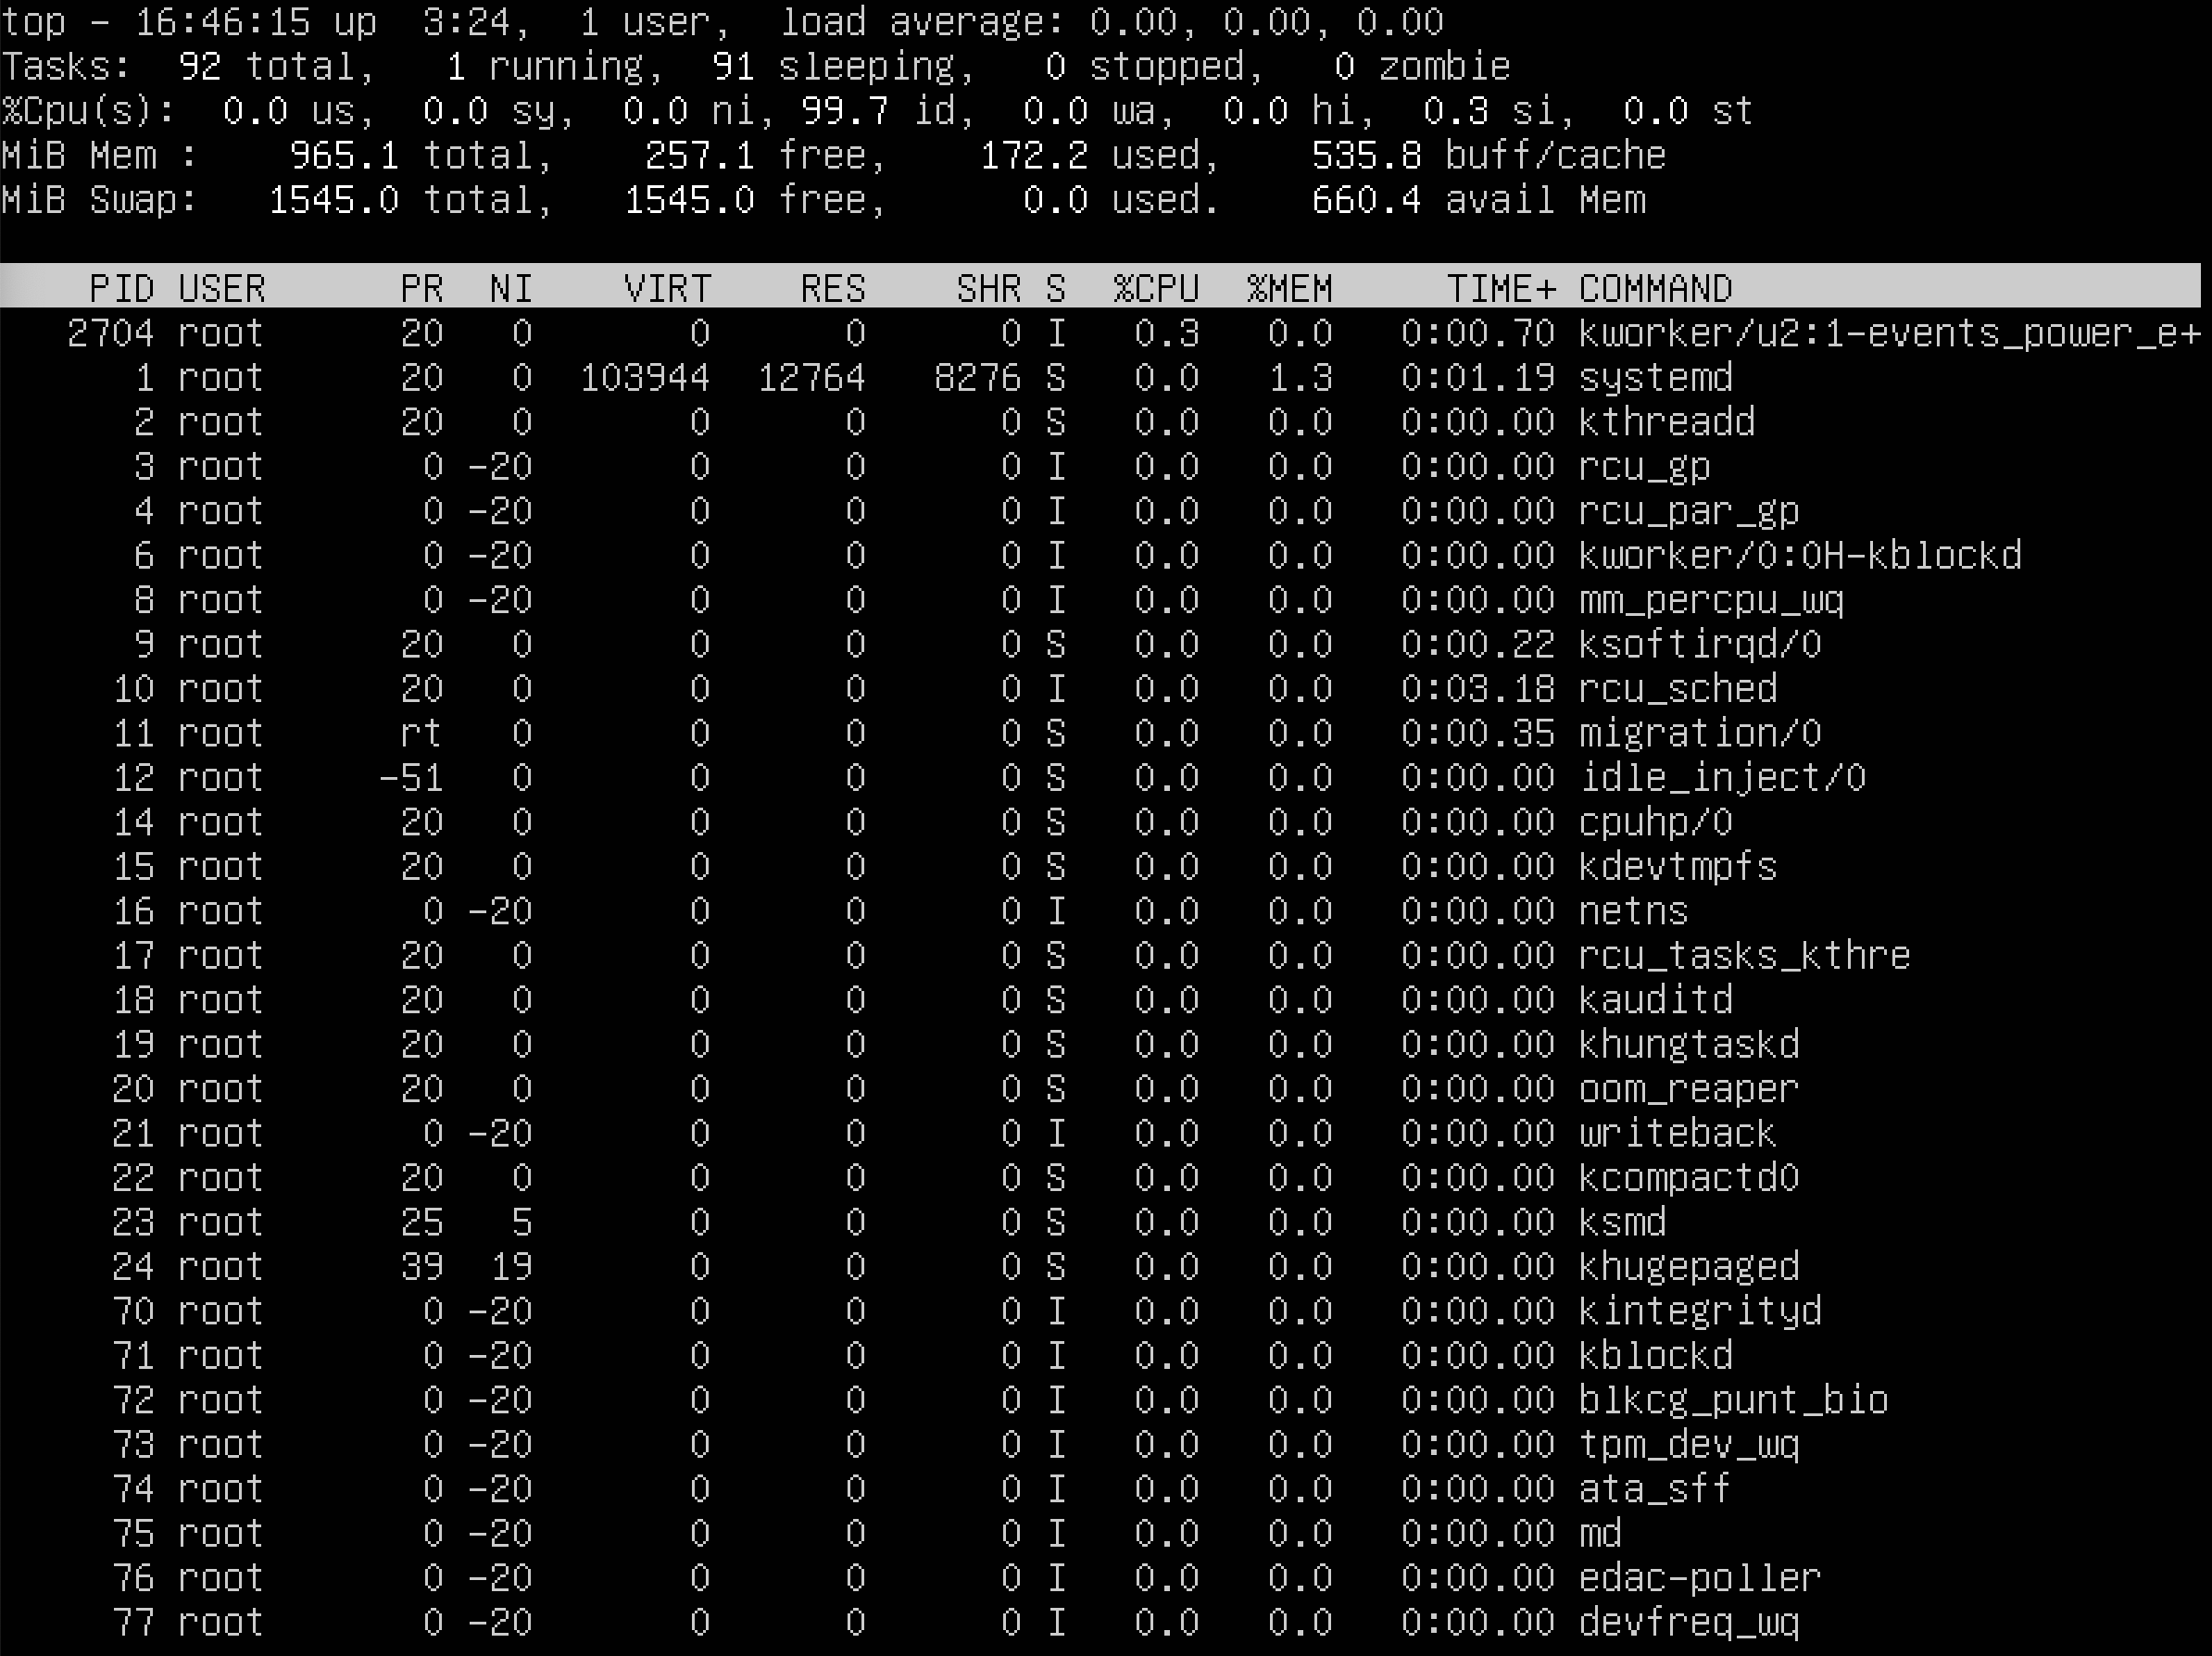 top - 16:46:15 up  3:24,  1 user,  load average: 0.00, 0.00, 0.00
Tasks:  92 total,   1 running,  91 sleeping,   0 stopped,   0 zombie
%Cpu(s):  0.0 us,  0.0 sy,  0.0 ni, 99.7 id,  0.0 wa,  0.0 hi,  0.3 si,  0.0 st
MiB Mem :    965.1 total,    257.1 free,    172.2 used,    535.8 buff/cache
MiB Swap:   1545.0 total,   1545.0 free,      0.0 used.    660.4 avail Mem
PID USER PR NI VIRT RES SHR S %CPU %MEM TIME+ COMMAND
2704 root 20 0 0 0 0 I 0.3 0.0 0:00.70 kworker/u2:1-events_power_e+
1 root 20 0 103944 12764 8276 S 0.0 1.3 0:01.19 systemd
2 root 20 0 0 0 0 S 0.0 0.0 0:00.00 kthreadd
3 root 0 -20 0 0 0 I 0.0 0.0 0:00.00 rcu_gp
4 root 0 -20 0 0 0 I 0.0 0.0 0:00.00 rcu_par_gp
6 root 0 -20 0 0 0 I 0.0 0.0 0:00.00 kworker/0:0H-kblockd
8 root 0 -20 0 0 0 I 0.0 0.0 0:00.00 mm_percpu_wq
9 root 20 0 0 0 0 S 0.0 0.0 0:00.22 ksoftirqd/0
10 root 20 0 0 0 0 I 0.0 0.0 0:03.18 rcu_sched
11 root rt 0 0 0 0 S 0.0 0.0 0:00.35 migration/0
12 root -51 0 0 0 0 S 0.0 0.0 0:00.00 idle_inject/0
14 root 20 0 0 0 0 S 0.0 0.0 0:00.00 cpuhp/0
15 root 20 0 0 0 0 S 0.0 0.0 0:00.00 kdevtmpfs
16 root 0 -20 0 0 0 I 0.0 0.0 0:00.00 netns
17 root 20 0 0 0 0 S 0.0 0.0 0:00.00 rcu_tasks_kthre
18 root 20 0 0 0 0 S 0.0 0.0 0:00.00 kauditd
19 root 20 0 0 0 0 S 0.0 0.0 0:00.00 khungtaskd
20 root 20 0 0 0 0 S 0.0 0.0 0:00.00 oom_reaper
21 root 0 -20 0 0 0 I 0.0 0.0 0:00.00 writeback
22 root 20 0 0 0 0 S 0.0 0.0 0:00.00 kcompactd0
23 root 25 5 0 0 0 S 0.0 0.0 0:00.00 ksmd
24 root 39 19 0 0 0 S 0.0 0.0 0:00.00 khugepaged
70 root 0 -20 0 0 0 I 0.0 0.0 0:00.00 kintegrityd
71 root 0 -20 0 0 0 I 0.0 0.0 0:00.00 kblockd
72 root 0 -20 0 0 0 I 0.0 0.0 0:00.00 blkcg_punt_bio
73 root 0 -20 0 0 0 I 0.0 0.0 0:00.00 tpm_dev_wq
74 root 0 -20 0 0 0 I 0.0 0.0 0:00.00 ata_sff
75 root 0 -20 0 0 0 I 0.0 0.0 0:00.00 md
76 root 0 -20 0 0 0 I 0.0 0.0 0:00.00 edac-poller
77 root 0 -20 0 0 0 I 0.0 0.0 0:00.00 devfreq_wq